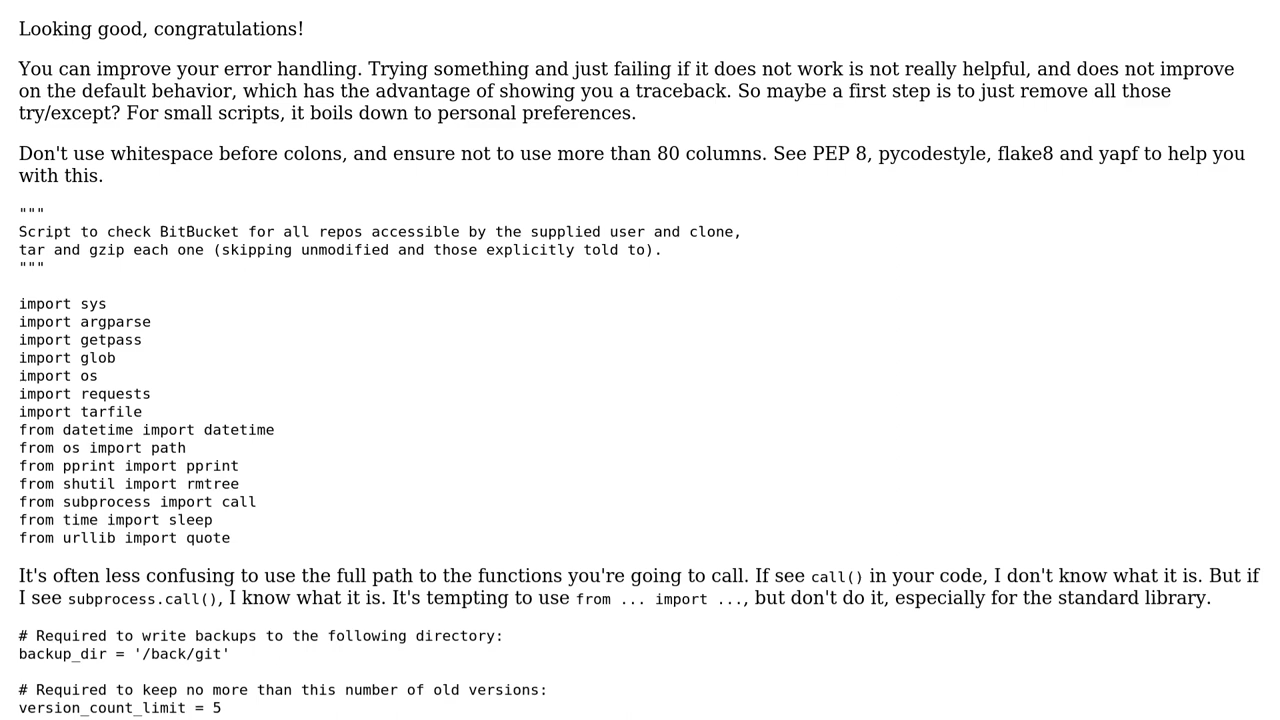 Looking good, congratulations!
You can improve your error handling. Trying something and just failing if it does not work is not really helpful, and does not improve
on the default behavior, which has the advantage of showing you a traceback. So maybe a first step is to just remove all those
try/except? For small scripts, it boils down to personal preferences.
Don't use whitespace before colons, and ensure not to use more than 80 columns. See PEP 8, pycodestyle, flake8 and yapf to help you
with this.
"""
Script to check BitBucket for all repos accessible by the supplied user and clone,
tar and gzip each one (skipping unmodified and those explicitly told to).
"""
import sys
import argparse
import getpass
import glob
import os
import requests
import tarfile
from datetime import datetime
from os import path
from pprint import pprint
from shutil import rmtree
from subprocess import call
from time import sleep
from urllib import quote
It's often less confusing to use the full path to the functions you're going to call. If see call() in your code, I don't know what it is. But if
I see subprocess.call(), I know what it is. It's tempting to use from ... import ..., but don't do it, especially for the standard library.
# Required to write backups to the following directory:
backup_dir = '/back/git'
# Required to keep no more than this number of old versions:
version_count_limit = 5